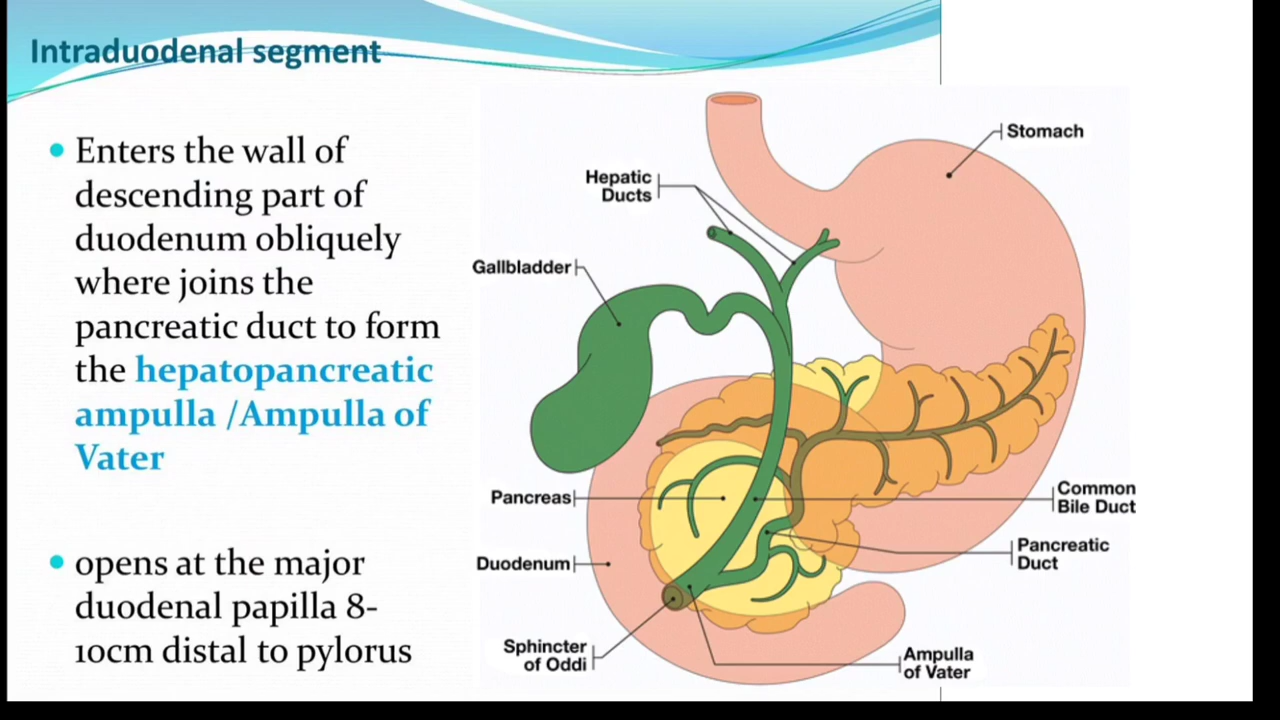 Intraduodenal segment
Enters the wall of
descending part of
duodenum obliquely
where joins the
pancreatic duct to form
the hepatopancreatic
ampulla /Ampulla of
Vater
opens at the major
duodenal papilla 8-
10cm distal to pylorus
Stomach
Hepatic
Ducts
Gallbladder
Pancreas
Common
Bile Duct
Duodenum
Pancreatic
Duct
Sphincter
of Oddi
Ampulla
of Vater